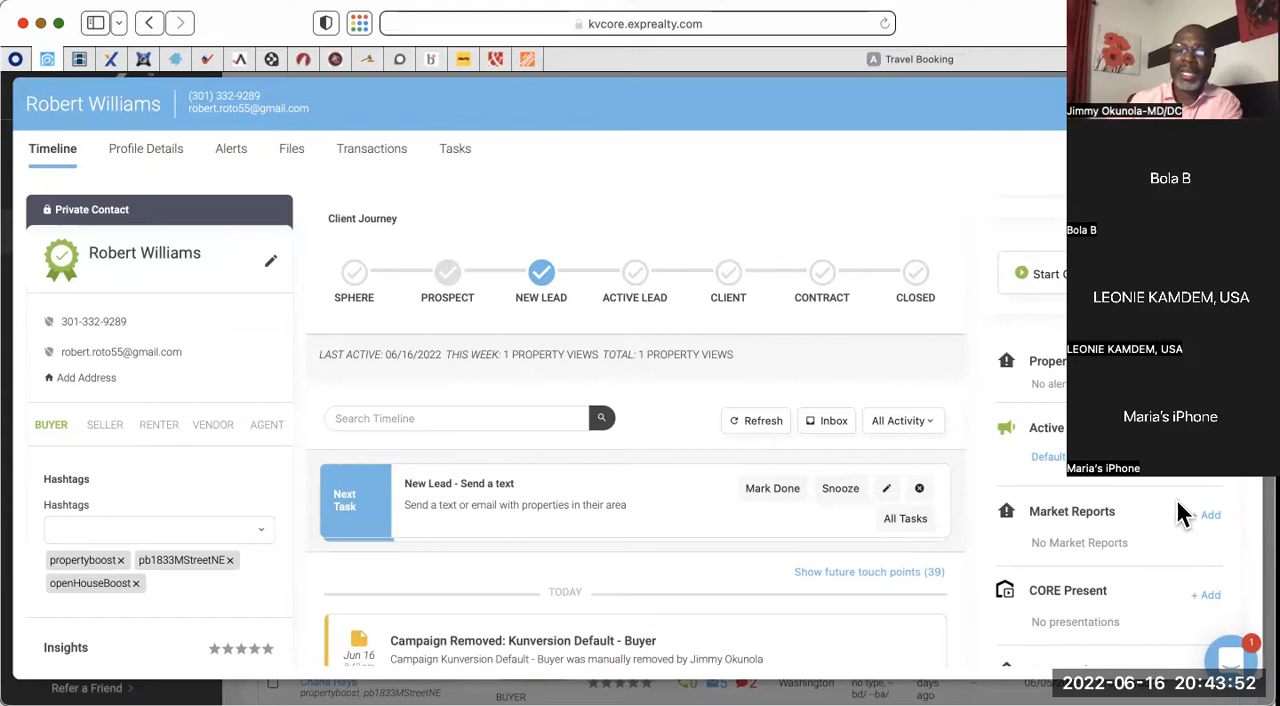 kvcore.exprealty.com
Travel Booking
Robert Williams
(301) 332-9289
robert.roto55@gmail.com
Jimmy Okunola-MD/DC
Timeline
Profile Details
Alerts
Files
Transactions
Tasks
Bola B
Bola B
Private Contact
Robert Williams
301-332-9289
robert.roto55@gmail.com
Add Address
BUYER
SELLER
RENTER
VENDOR
AGENT
Hashtags
Hashtags
propertyboost ×
pb1833MStreetNE ×
openHouseBoost ×
Insights
Refer a Friend
Client Journey
SPHERE
PROSPECT
NEW LEAD
ACTIVE LEAD
CLIENT
CONTRACT
CLOSED
LAST ACTIVE: 06/16/2022 THIS WEEK: 1 PROPERTY VIEWS TOTAL: 1 PROPERTY VIEWS
Search Timeline
Refresh
Inbox
All Activity
Next
Task
New Lead - Send a text
Send a text or email with properties in their area
Mark Done
Snooze
All Tasks
Show future touch points (39)
TODAY
Jun 16
Campaign Removed: Kunversion Default - Buyer
Campaign Kunversion Default - Buyer was manually removed by Jimmy Okunola
propertyboost, pb1833MStreetNE
BUYER
Washington
days
ago
Start
LEONIE KAMDEM, USA
LEONIE KAMDEM, USA
Proper
No aler
Active
Default
Maria's iPhone
Maria's iPhone
Market Reports
+ Add
No Market Reports
CORE Present
+ Add
No presentations
1
2022-06-16 20:43:52